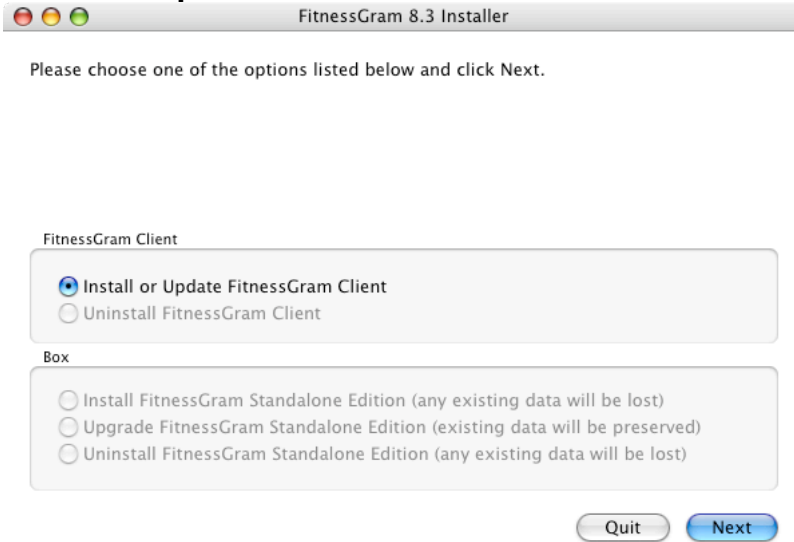 FitnessGram 8.3 Installer
Please choose one of the options listed below and click Next.
FitnessGram Client
Install or Update FitnessGram Client
Uninstall FitnessGram Client
Box
Install FitnessGram Standalone Edition (any existing data will be lost)
Upgrade FitnessGram Standalone Edition (existing data will be preserved)
Uninstall FitnessGram Standalone Edition (any existing data will be lost)
Quit Next